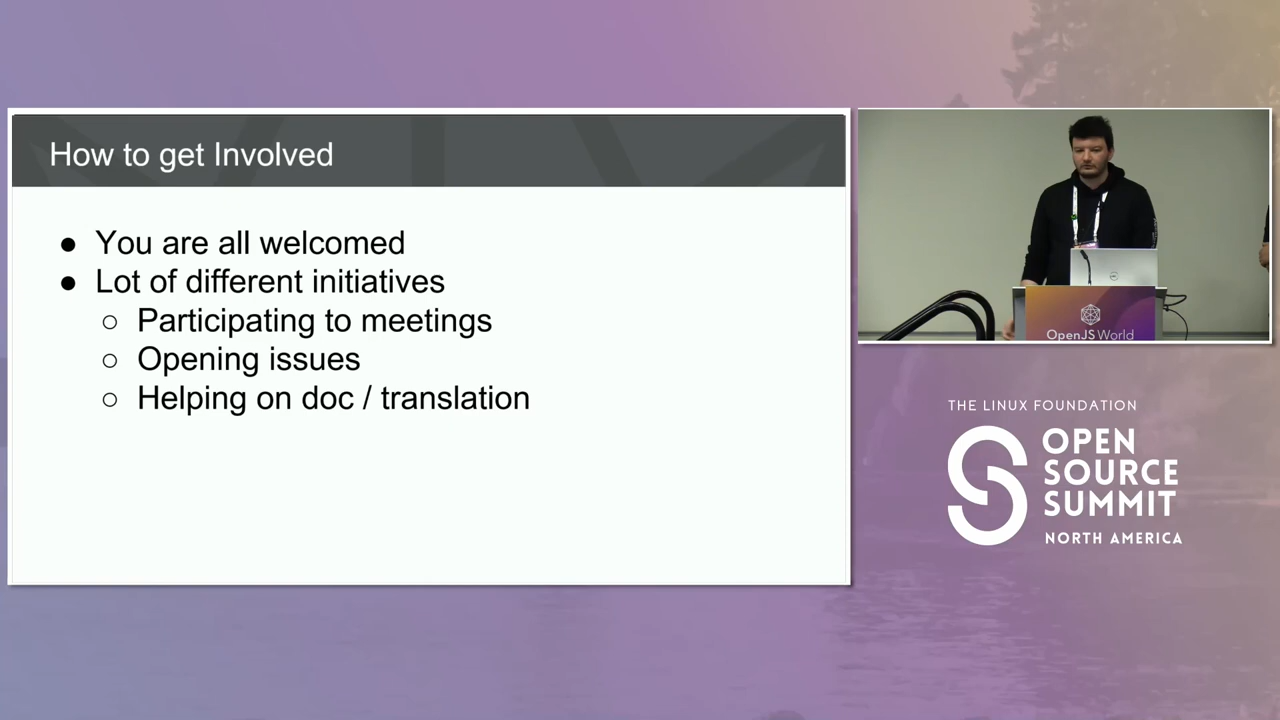 How to get Involved
● You are all welcomed
● Lot of different initiatives
○ Participating to meetings
○ Opening issues
○ Helping on doc / translation
OpenJS World
THE LINUX FOUNDATION
OPEN
SOURCE
SUMMIT
NORTH AMERICA